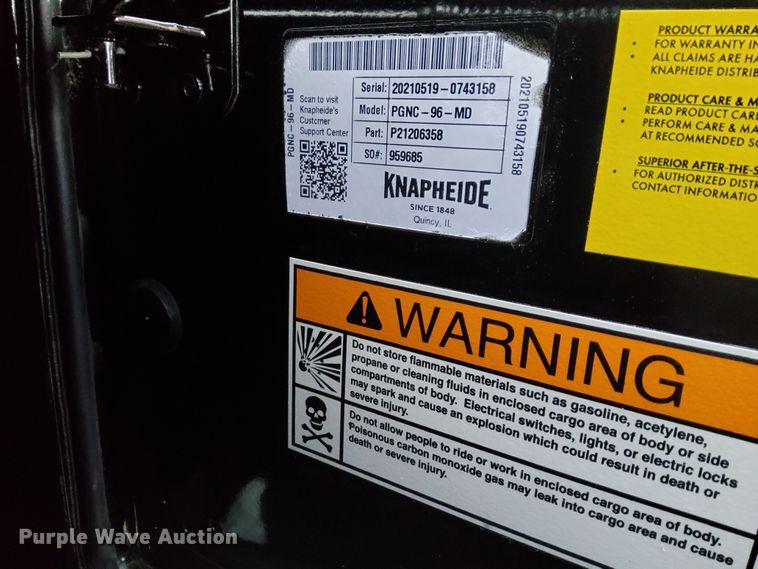 PGNC-96-MD
Scan to visit
Knapheide's
Customer
Support Center
Serial: 20210519-0743158
Model: PGNC-96-MD
Part: P21206358
SO#: 959685
202105190743158
KNAPHEIDE
SINCE 1848
Quincy, IL
PRODUCT WARRA
• FOR WARRANTY IN
• ALL CLAIMS ARE HA
KNAPHEIDE DISTRIB
PRODUCT CARE & M
• READ PRODUCT CARE
• PERFORM CARE & MA
AT RECOMMENDED SC
SUPERIOR AFTER-THE-S
• FOR AUTHORIZED DISTR
CONTACT INFORMATIO
WARNING
Do not store flammable materials such as gasoline, acetylene,
propane or cleaning fluids in enclosed cargo area of body or side
compartments of body. Electrical switches, lights, or electric locks
may spark and cause an explosion which could result in death or
severe injury.
Do not allow people to ride or work in enclosed cargo area of body.
Poisonous carbon monoxide gas may leak into cargo area and cause
death or severe injury.
Purple Wave Auction